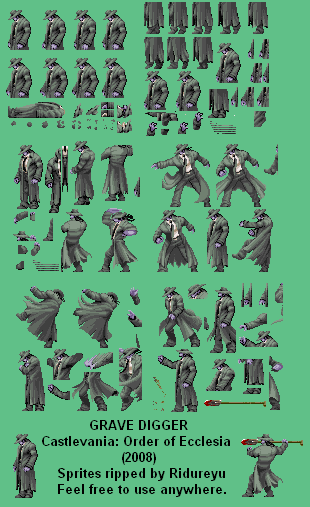 GRAVE DIGGER
Castlevania: Order of Ecclesia
(2008)
Sprites ripped by Ridureyu
Feel free to use anywhere.